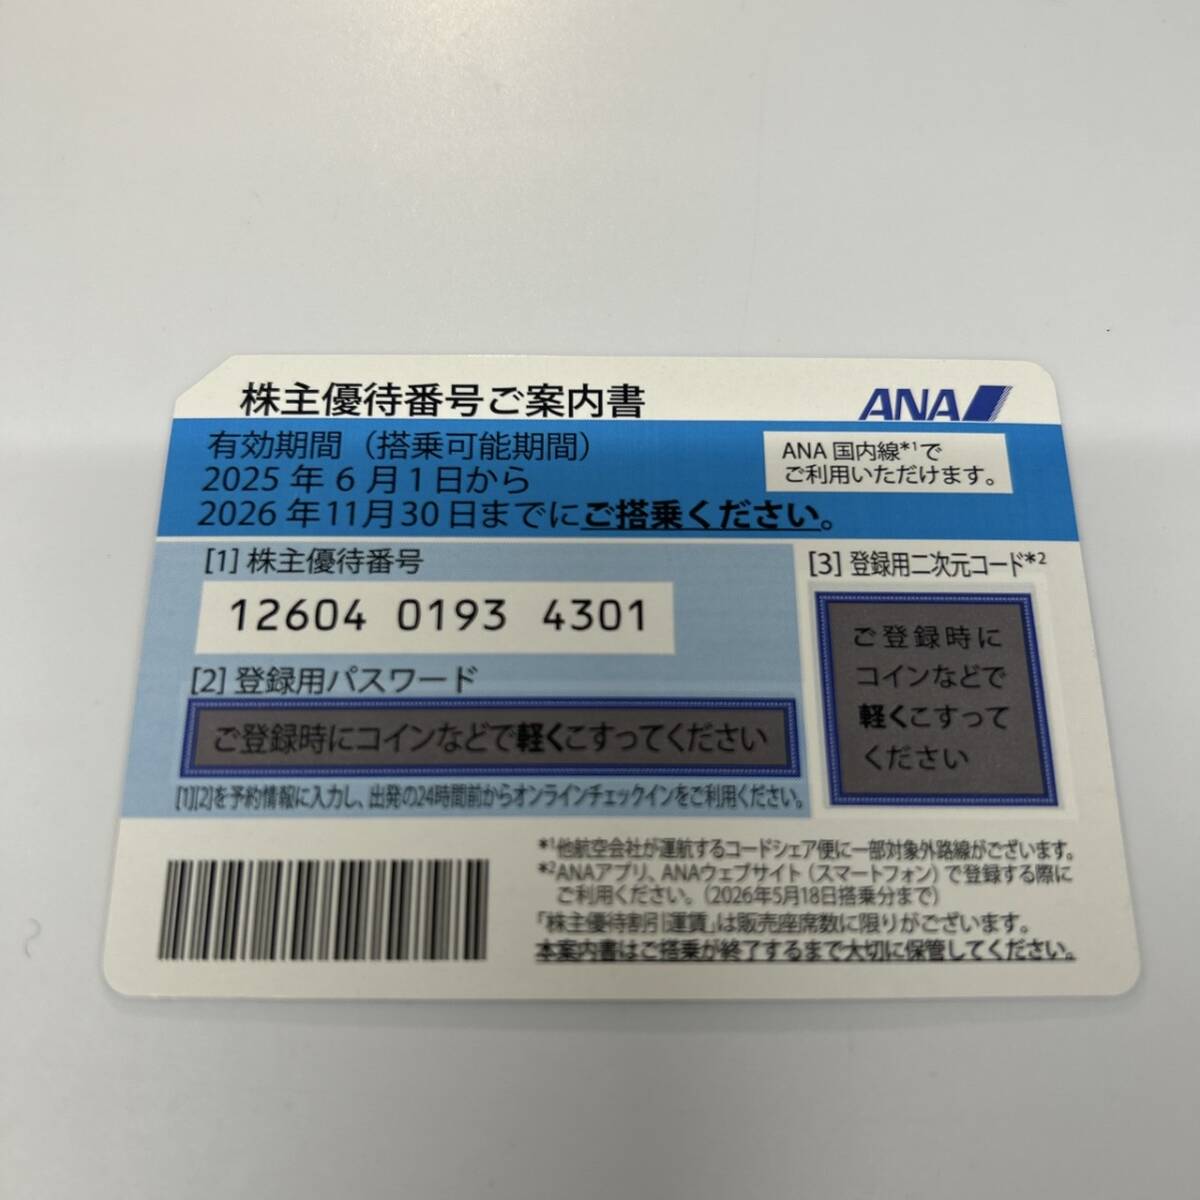 株主優待番号ご案内書
ANA
有効期間（搭乗可能期間）
2025年6月1日から
2026年11月30日までにご搭乗ください。
ANA国内線*1で
ご利用いただけます。
[1] 株主優待番号
12604 0193 4301
[2] 登録用パスワード
ご登録時にコインなどで軽くこすってください
[1][2]を予約情報に入力し、出発の24時間前からオンラインチェックインをご利用ください。
[3] 登録用二次元コード*2
ご登録時に
コインなどで
軽くこすって
ください
*1他航空会社が運航するコードシェア便に一部対象外路線がございます。
*2ANAアプリ、ANAウェブサイト（スマートフォン）で登録する際に
ご利用ください。（2026年5月18日搭乗分まで）
「株主優待割引運賃」は販売座席数に限りがございます。
本案内書はご搭乗が終了するまで大切に保管してください。